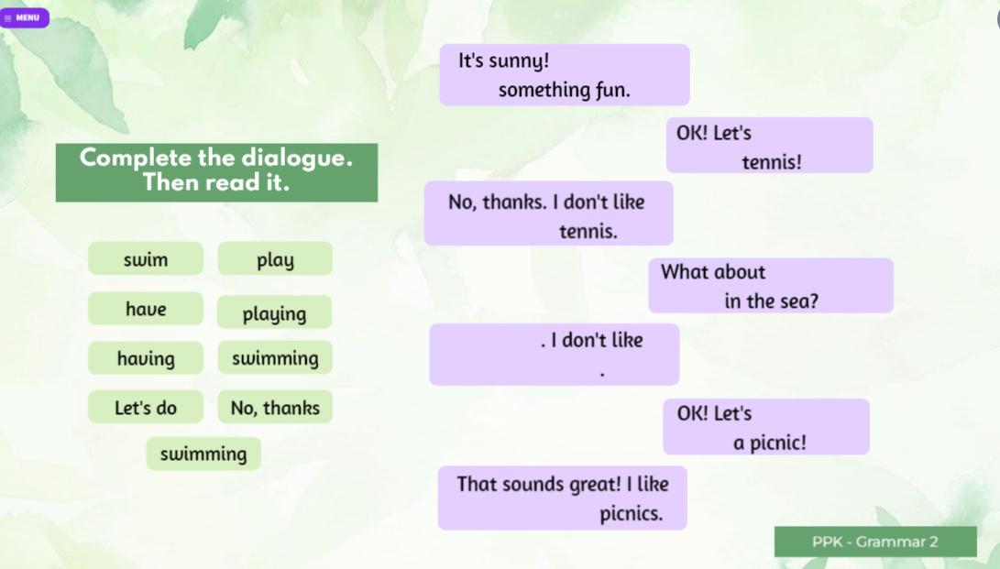 MENU
Complete the dialogue.
Then read it.
swim
play
have
playing
having
swimming
Let's do
No, thanks
swimming
It's sunny!
something fun.
OK! Let's
tennis!
No, thanks. I don't like
tennis.
What about
in the sea?
. I don't like
.
OK! Let's
a picnic!
That sounds great! I like
picnics.
PPK - Grammar 2